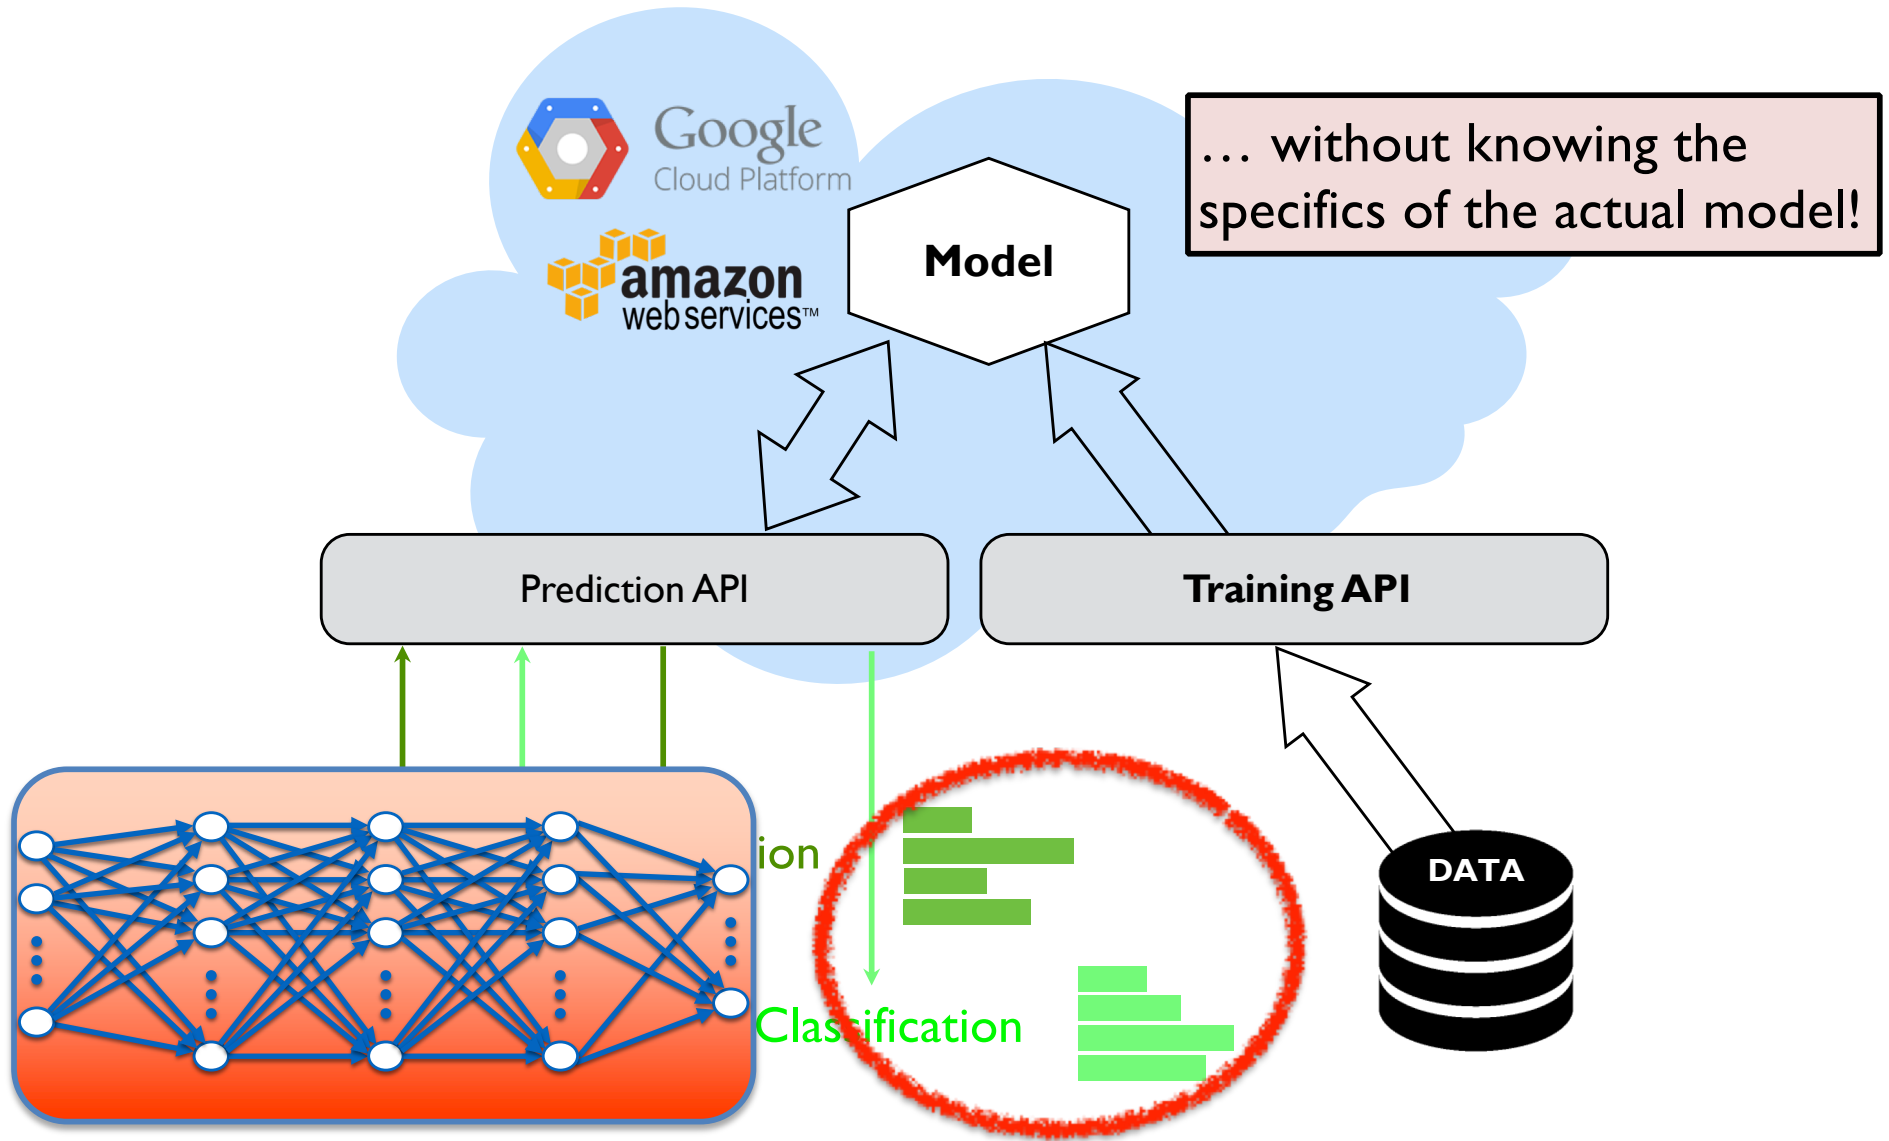 Google
Cloud Platform
amazon
web services™
Model
… without knowing the
specifics of the actual model!
Prediction API
Training API
ion
Classification
DATA